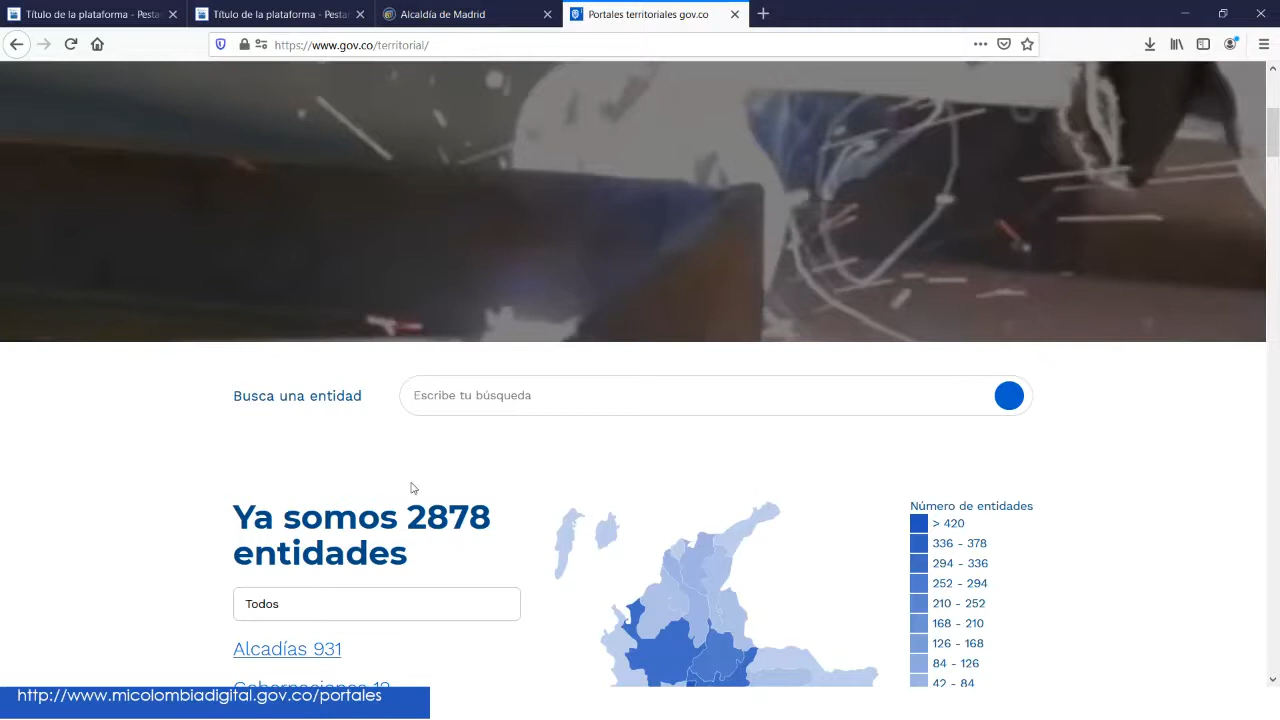 Título de la plataforma - Pesta
Título de la plataforma - Pesta
Alcaldía de Madrid
Portales territoriales gov.co
https://www.gov.co/territorial/
Busca una entidad
Escribe tu búsqueda
Ya somos 2878
entidades
Todos
Alcadías 931
Número de entidades
> 420
336 - 378
294 - 336
252 - 294
210 - 252
168 - 210
126 - 168
84 - 126
42 - 84
http://www.micolombiadigital.gov.co/portales